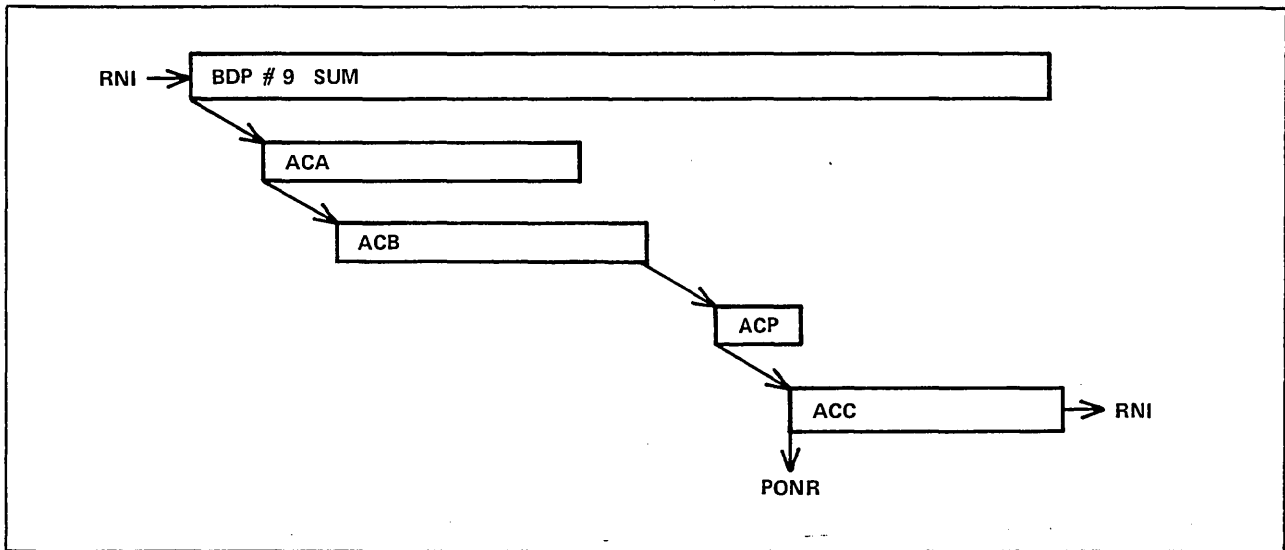 RNI
BDP # 9 SUM
ACA
ACB
ACP
ACC
RNI
PONR